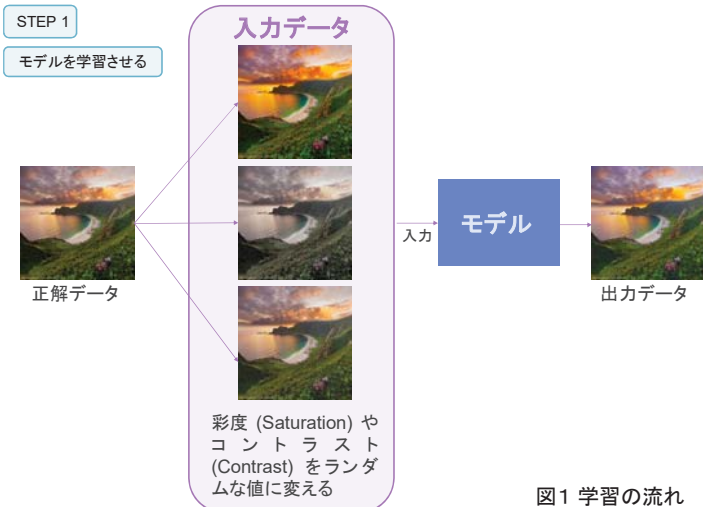 STEP 1
モデルを学習させる
入力データ
正解データ
入力
モデル
出力データ
彩度 (Saturation) や
コントラスト
(Contrast) をランダ
ムな値に変える
図1 学習の流れ